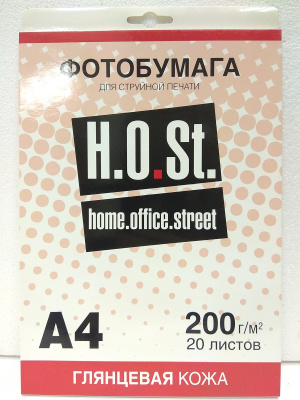 ФОТОБУМАГА
ДЛЯ СТРУЙНОЙ ПЕЧАТИ
H.O.St.
home.office.street
A4
200 г/м²
20 листов
ГЛЯНЦЕВАЯ КОЖА